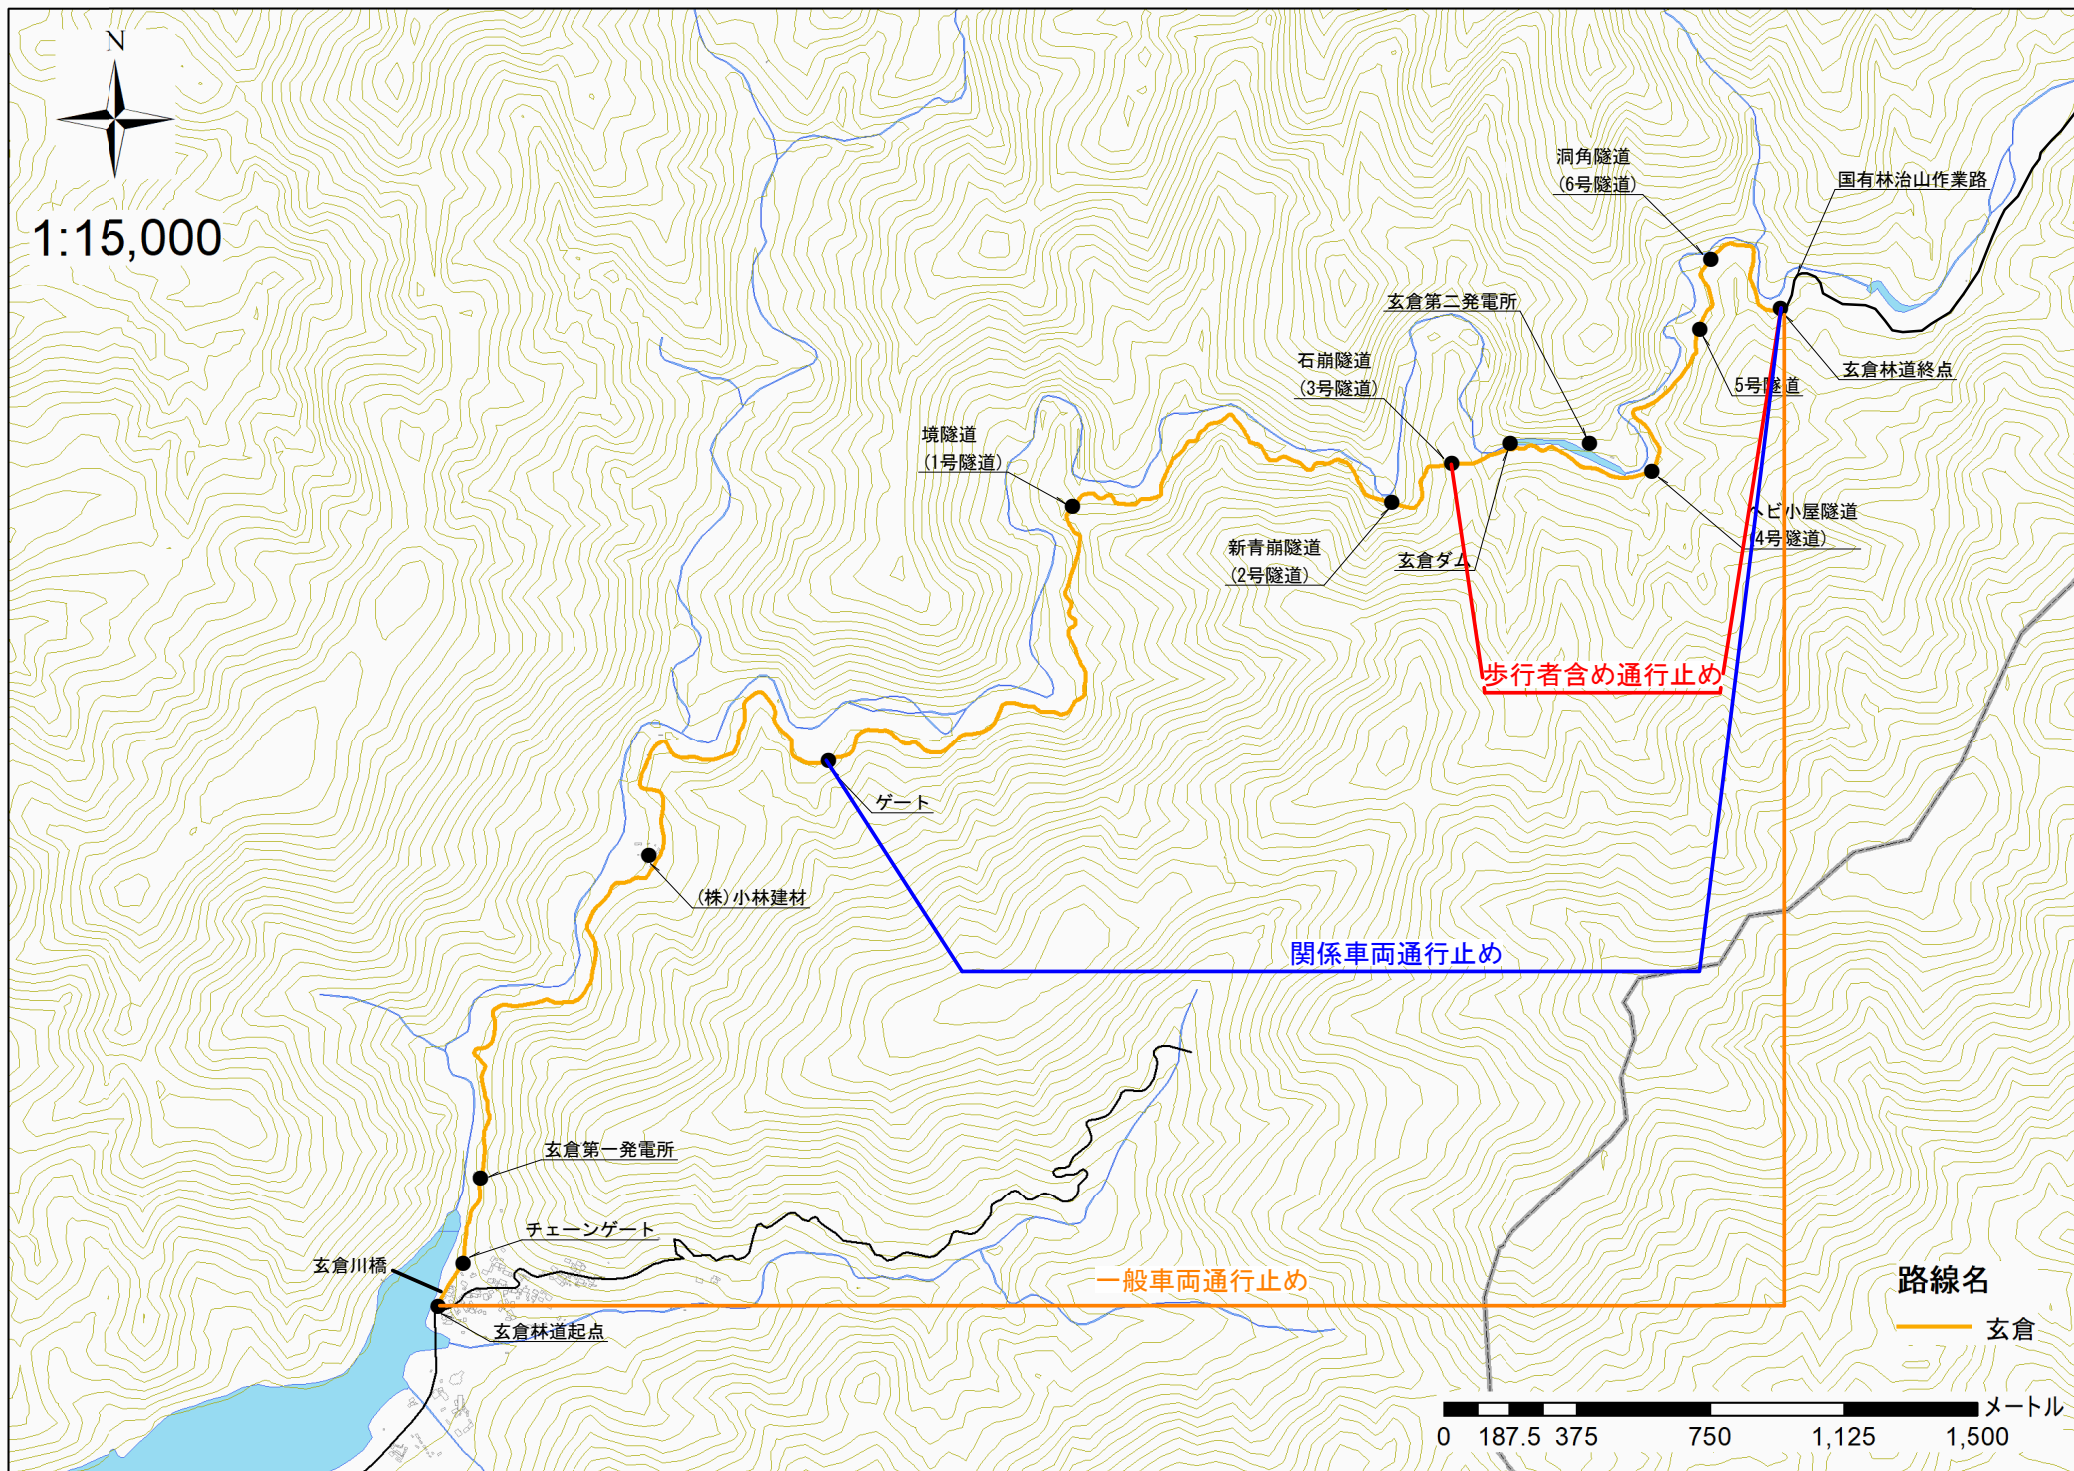 N
1:15,000
洞角隧道
(6号隧道)
国有林治山作業路
玄倉第二発電所
石崩隧道
(3号隧道)
玄倉林道終点
5号隧道
境隧道
(1号隧道)
ヘビ小屋隧道
(4号隧道)
新青崩隧道
(2号隧道)
玄倉ダム
歩行者含め通行止め
ゲート
(株)小林建材
関係車両通行止め
玄倉第一発電所
チェーンゲート
玄倉川橋
一般車両通行止め
玄倉林道起点
路線名
玄倉
メートル
0 187.5 375 750 1,125 1,500